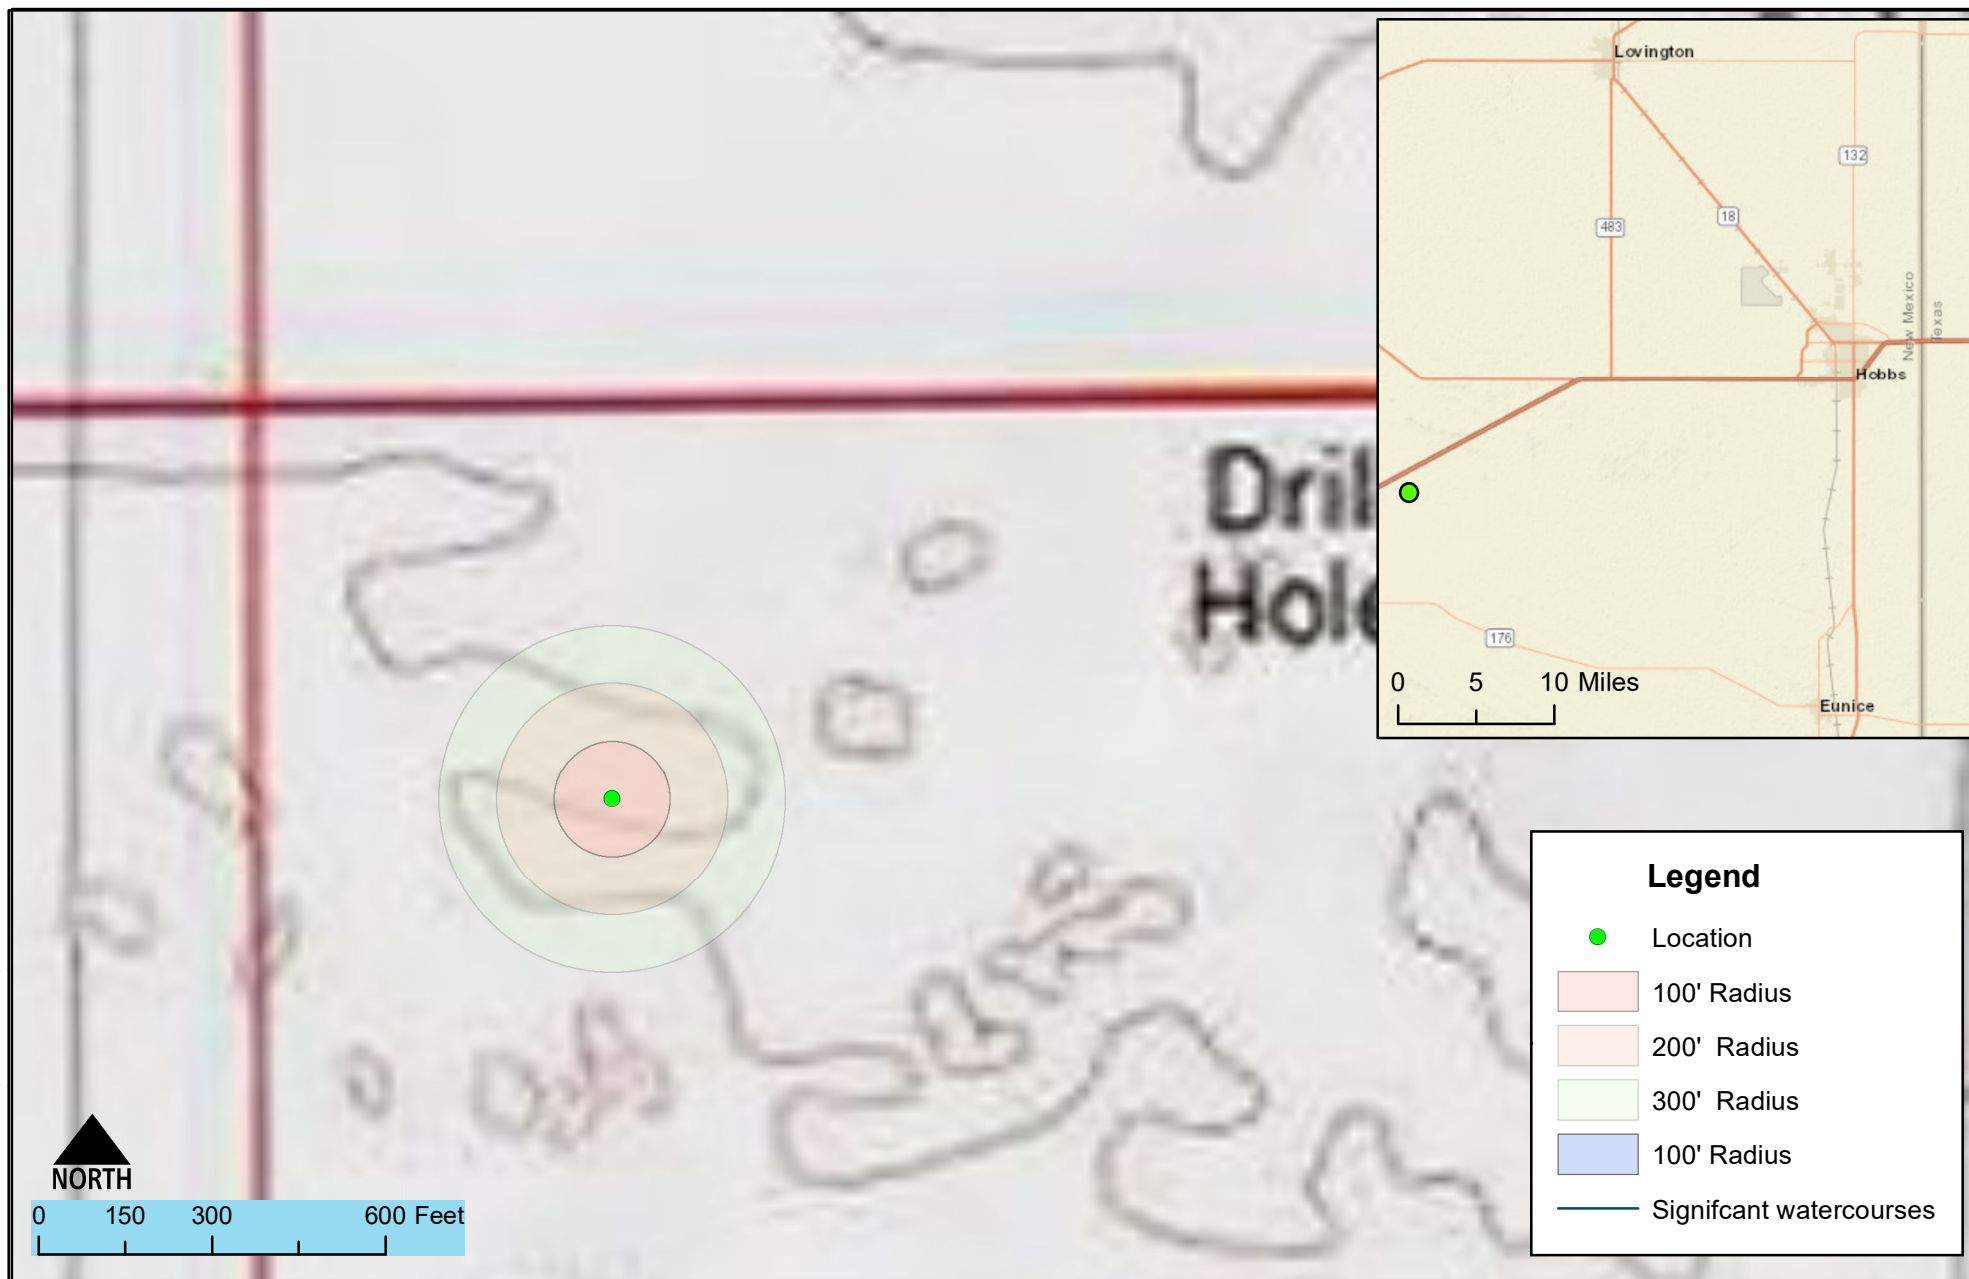 Dril
Hole
Lovington
132
18
483
New Mexico
Texas
Hobbs
176
0 5 10 Miles
Eunice
Legend
Location
100' Radius
200' Radius
300' Radius
100' Radius
Signifcant watercourses
NORTH
0 150 300 600 Feet